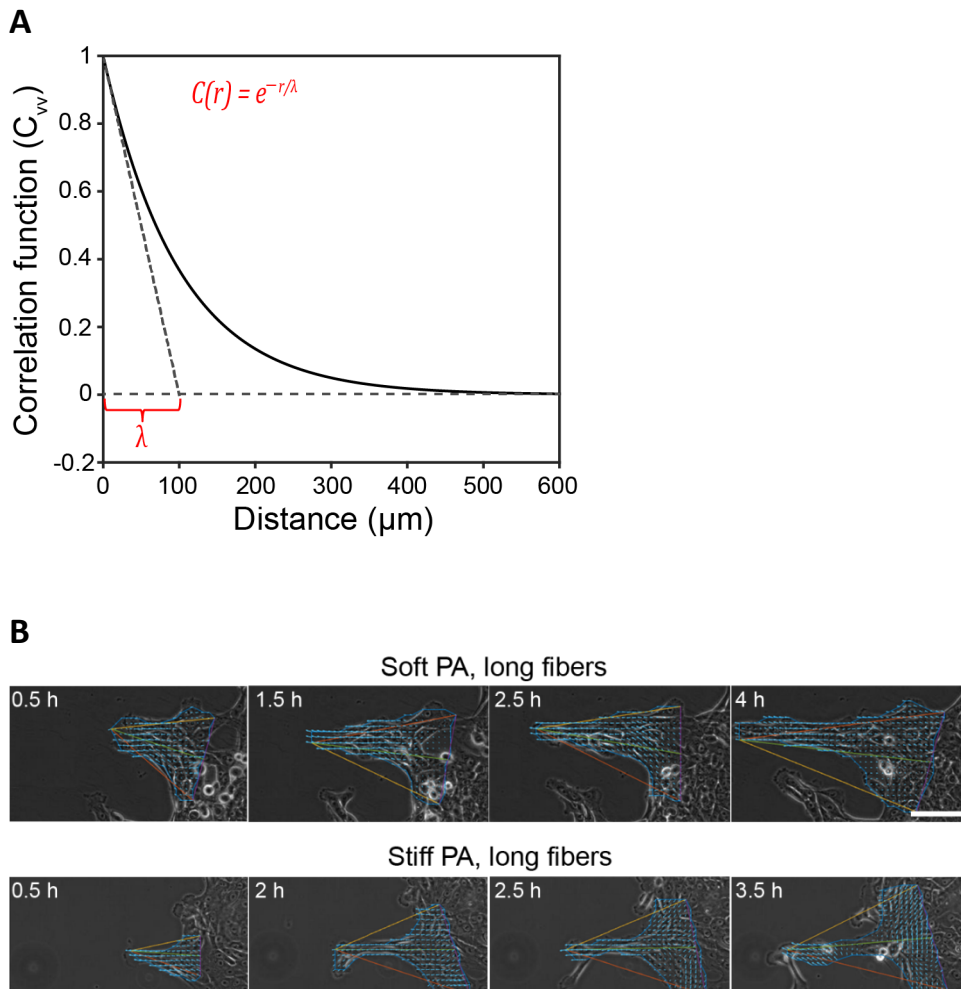 A
C(r) = e^{–r/λ}
Correlation function (C_{vv})
1
0.8
0.6
0.4
0.2
0
-0.2
λ
0 100 200 300 400 500 600
Distance (µm)
B
Soft PA, long fibers
0.5 h 1.5 h 2.5 h 4 h
Stiff PA, long fibers
0.5 h 2 h 2.5 h 3.5 h